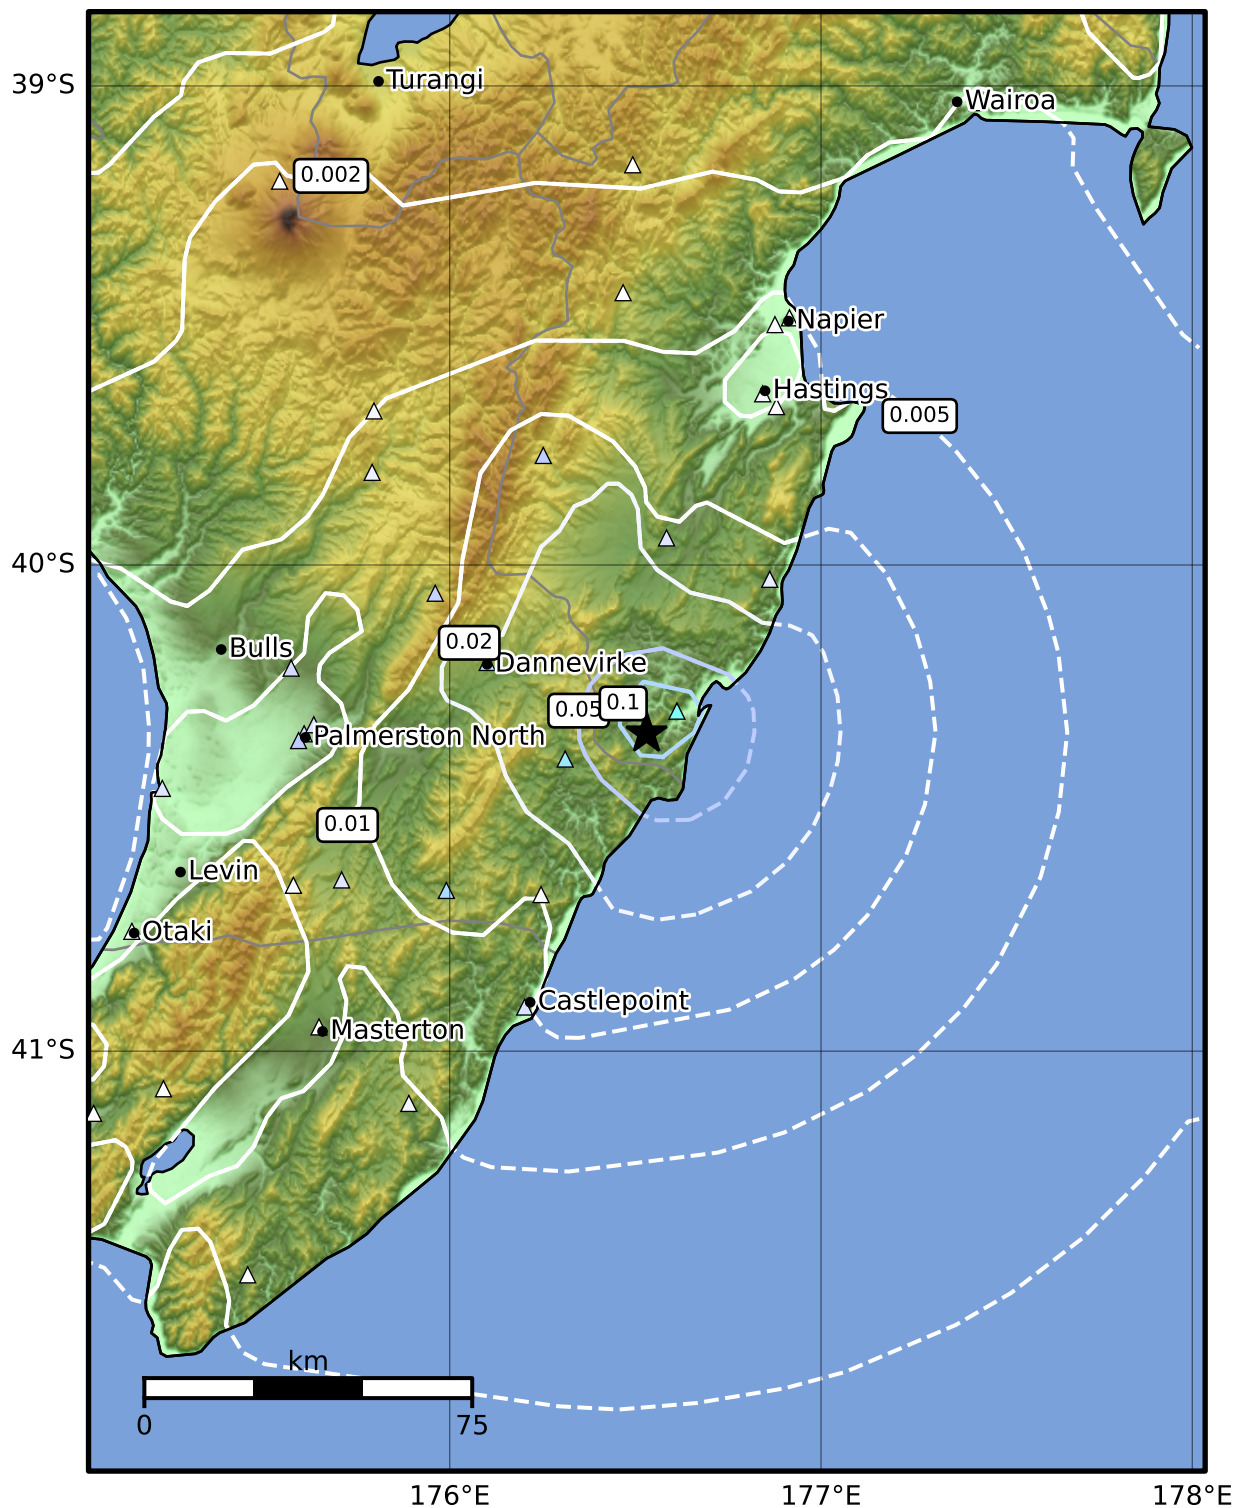 39°S
Turangi
Wairoa
0.002
Napier
Hastings
0.005
40°S
0.02
Bulls
Dannevirke
0.05
0.1
Palmerston North
0.01
Levin
Otaki
Castlepoint
Masterton
41°S
km
0
75
176°E
177°E
178°E